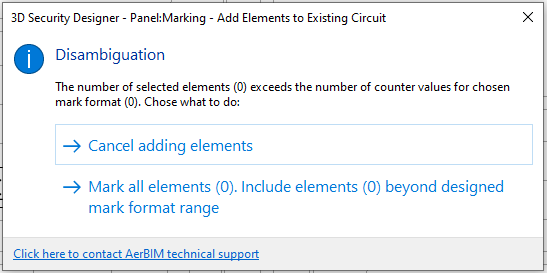 3D Security Designer - Panel:Marking - Add Elements to Existing Circuit
Disambiguation
The number of selected elements (0) exceeds the number of counter values for chosen
mark format (0). Chose what to do:
Cancel adding elements
Mark all elements (0). Include elements (0) beyond designed
mark format range
Click here to contact AerBIM technical support